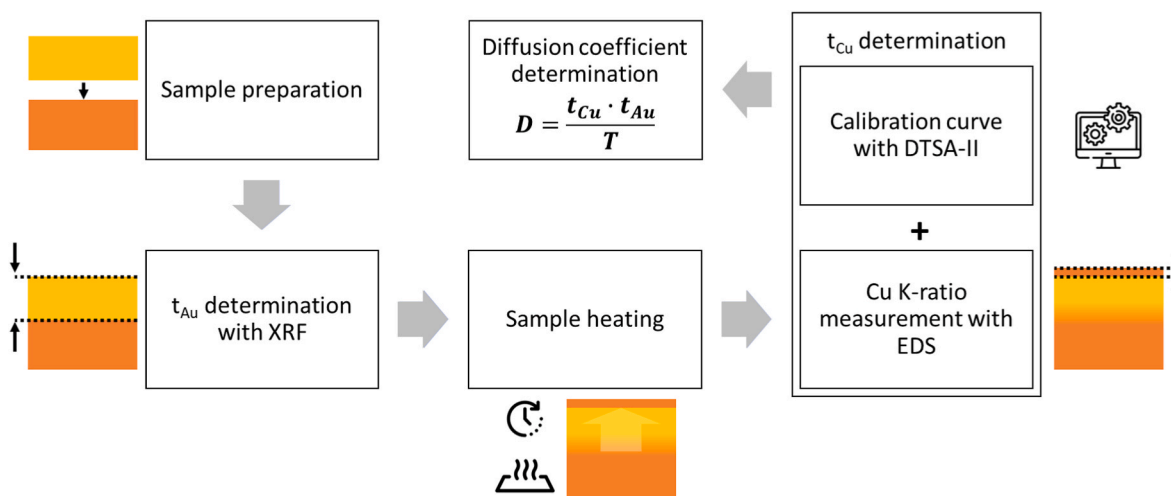 Sample preparation
t_Au determination
with XRF
Sample heating
t_Cu determination
Calibration curve
with DTSA-II
+
Cu K-ratio
measurement with
EDS
Diffusion coefficient
determination
D = t_Cu · t_Au / T